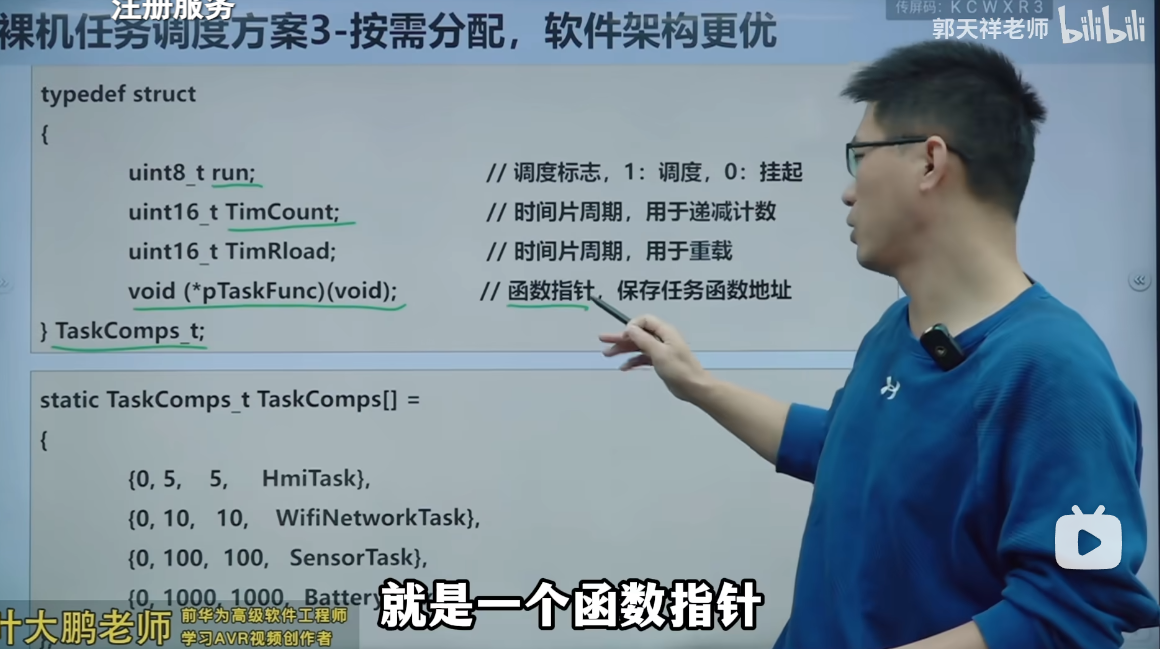 注册服务
传屏码: KCWXR3
裸机任务调度方案3-按需分配，软件架构更优
郭天祥老师 bilibili
typedef struct
{
uint8_t run; // 调度标志，1：调度，0：挂起
uint16_t TimCount; // 时间片周期，用于递减计数
uint16_t TimRload; // 时间片周期，用于重载
void (*pTaskFunc)(void); // 函数指针，保存任务函数地址
} TaskComps_t;
static TaskComps_t TaskComps[] =
{
{0, 5, 5, HmiTask},
{0, 10, 10, WifiNetworkTask},
{0, 100, 100, SensorTask},
{0, 1000, 1000, Battery
就是一个函数指针
叶大鹏老师
前华为高级软件工程师
学习AVR视频创作者